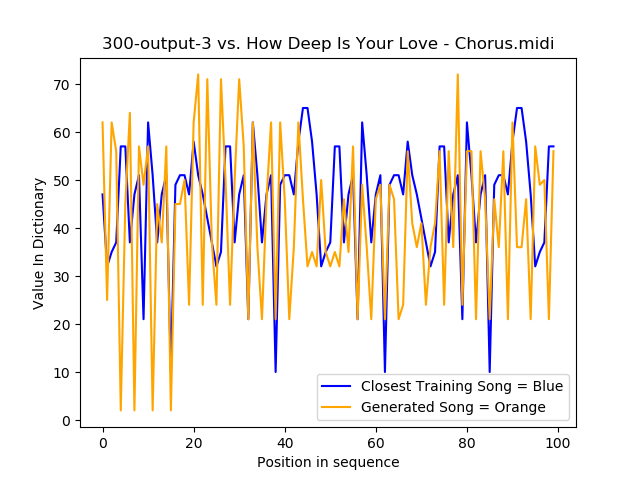 300-output-3 vs. How Deep Is Your Love - Chorus.midi
Value In Dictionary
70
60
50
40
30
20
10
0
0 20 40 60 80 100
Position in sequence
Closest Training Song = Blue
Generated Song = Orange